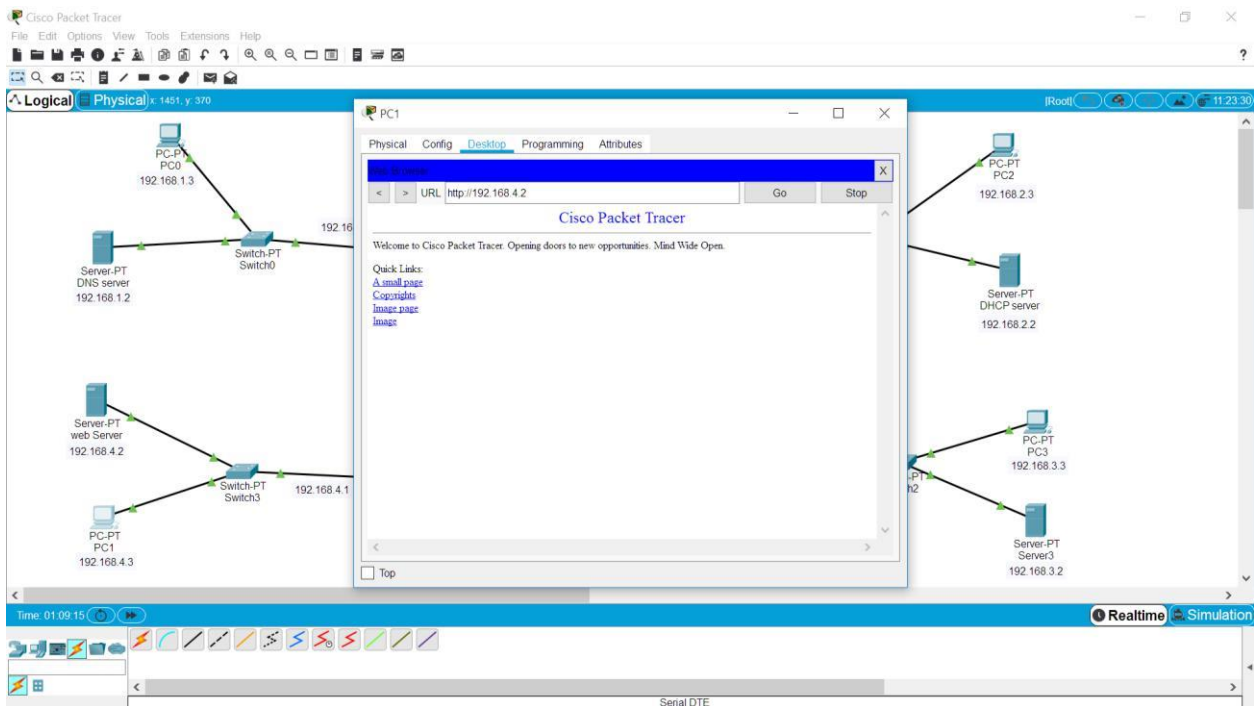 Cisco Packet Tracer
File Edit Options View Tools Extensions Help
?
Logical Physical x: 1451, y: 370
[Root] 11:23:30
PC-PT
PC0
192.168.1.3
Server-PT
DNS server
192.168.1.2
Switch-PT
Switch0
192.16
Server-PT
web Server
192.168.4.2
Switch-PT
Switch3
192.168.4.1
PC-PT
PC1
192.168.4.3
PC1
Physical Config Desktop Programming Attributes
X
< > URL http://192.168.4.2 Go Stop
Cisco Packet Tracer
Welcome to Cisco Packet Tracer. Opening doors to new opportunities. Mind Wide Open.
Quick Links:
A small page
Copyrights
Image page
Image
Top
PC-PT
PC2
192.168.2.3
Server-PT
DHCP server
192.168.2.2
PC-PT
PC3
192.168.3.3
-PT
h2
Server-PT
Server3
192.168.3.2
Time: 01:09:15
Realtime Simulation
Serial DTE